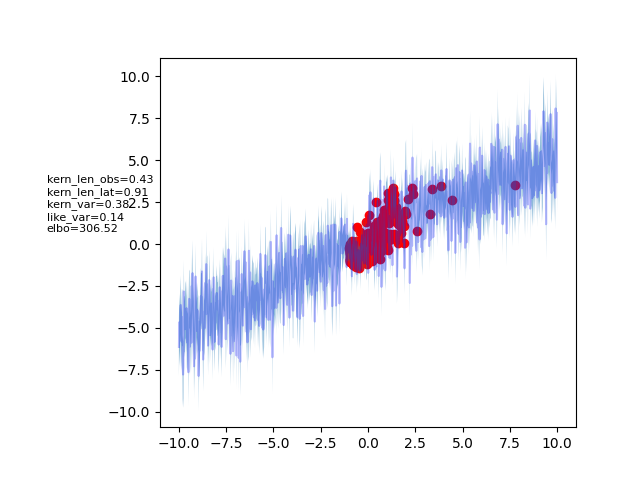 10.0
7.5
5.0
kern_len_obs=0.43
kern_len_lat=0.91
kern_var=0.38
2.5
like_var=0.14
elbo=306.52
0.0
−2.5
−5.0
−7.5
−10.0
−10.0 −7.5 −5.0 −2.5 0.0 2.5 5.0 7.5 10.0